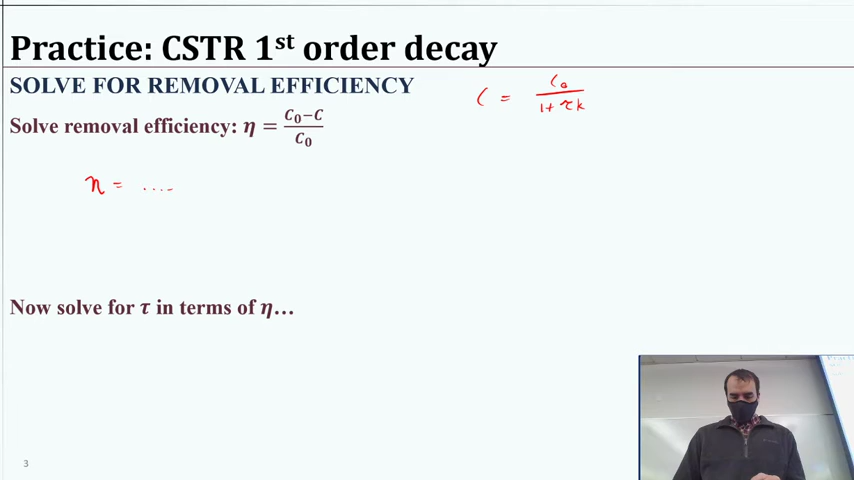 Practice: CSTR 1st order decay
SOLVE FOR REMOVAL EFFICIENCY
C = C₀ / 1 + τk
Solve removal efficiency: η = C₀−C / C₀
η = ....
Now solve for τ in terms of η…
3